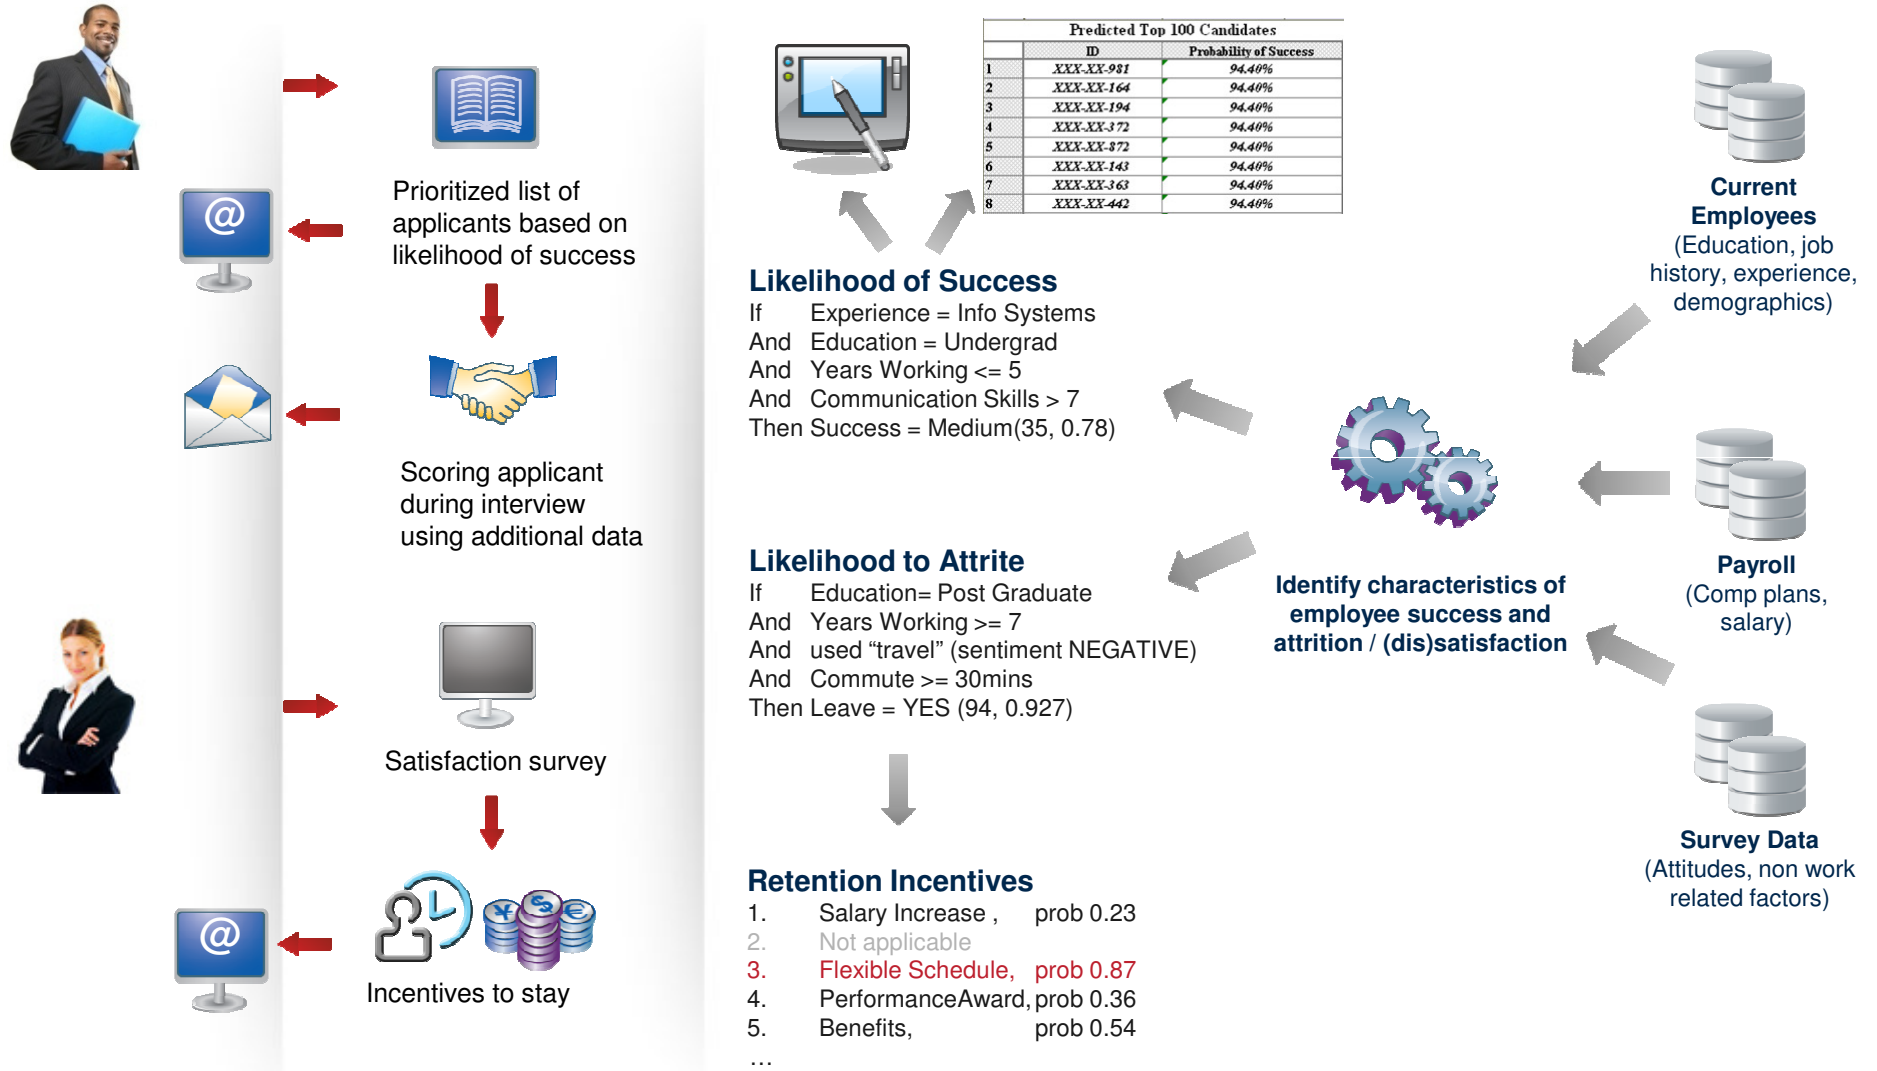 @
Prioritized list of
applicants based on
likelihood of success
Scoring applicant
during interview
using additional data
Satisfaction survey
@
¥ $ €
Incentives to stay
Predicted Top 100 Candidates
ID Probability of Success
1 XXX-XX-981 94.40%
2 XXX-XX-164 94.40%
3 XXX-XX-194 94.40%
4 XXX-XX-372 94.40%
5 XXX-XX-872 94.40%
6 XXX-XX-143 94.40%
7 XXX-XX-363 94.40%
8 XXX-XX-442 94.40%
Likelihood of Success
If Experience = Info Systems
And Education = Undergrad
And Years Working <= 5
And Communication Skills > 7
Then Success = Medium(35, 0.78)
Likelihood to Attrite
If Education= Post Graduate
And Years Working >= 7
And used “travel” (sentiment NEGATIVE)
And Commute >= 30mins
Then Leave = YES (94, 0.927)
Retention Incentives
1. Salary Increase , prob 0.23
2. Not applicable
3. Flexible Schedule, prob 0.87
4. PerformanceAward, prob 0.36
5. Benefits, prob 0.54
…
Identify characteristics of
employee success and
attrition / (dis)satisfaction
Current
Employees
(Education, job
history, experience,
demographics)
Payroll
(Comp plans,
salary)
Survey Data
(Attitudes, non work
related factors)